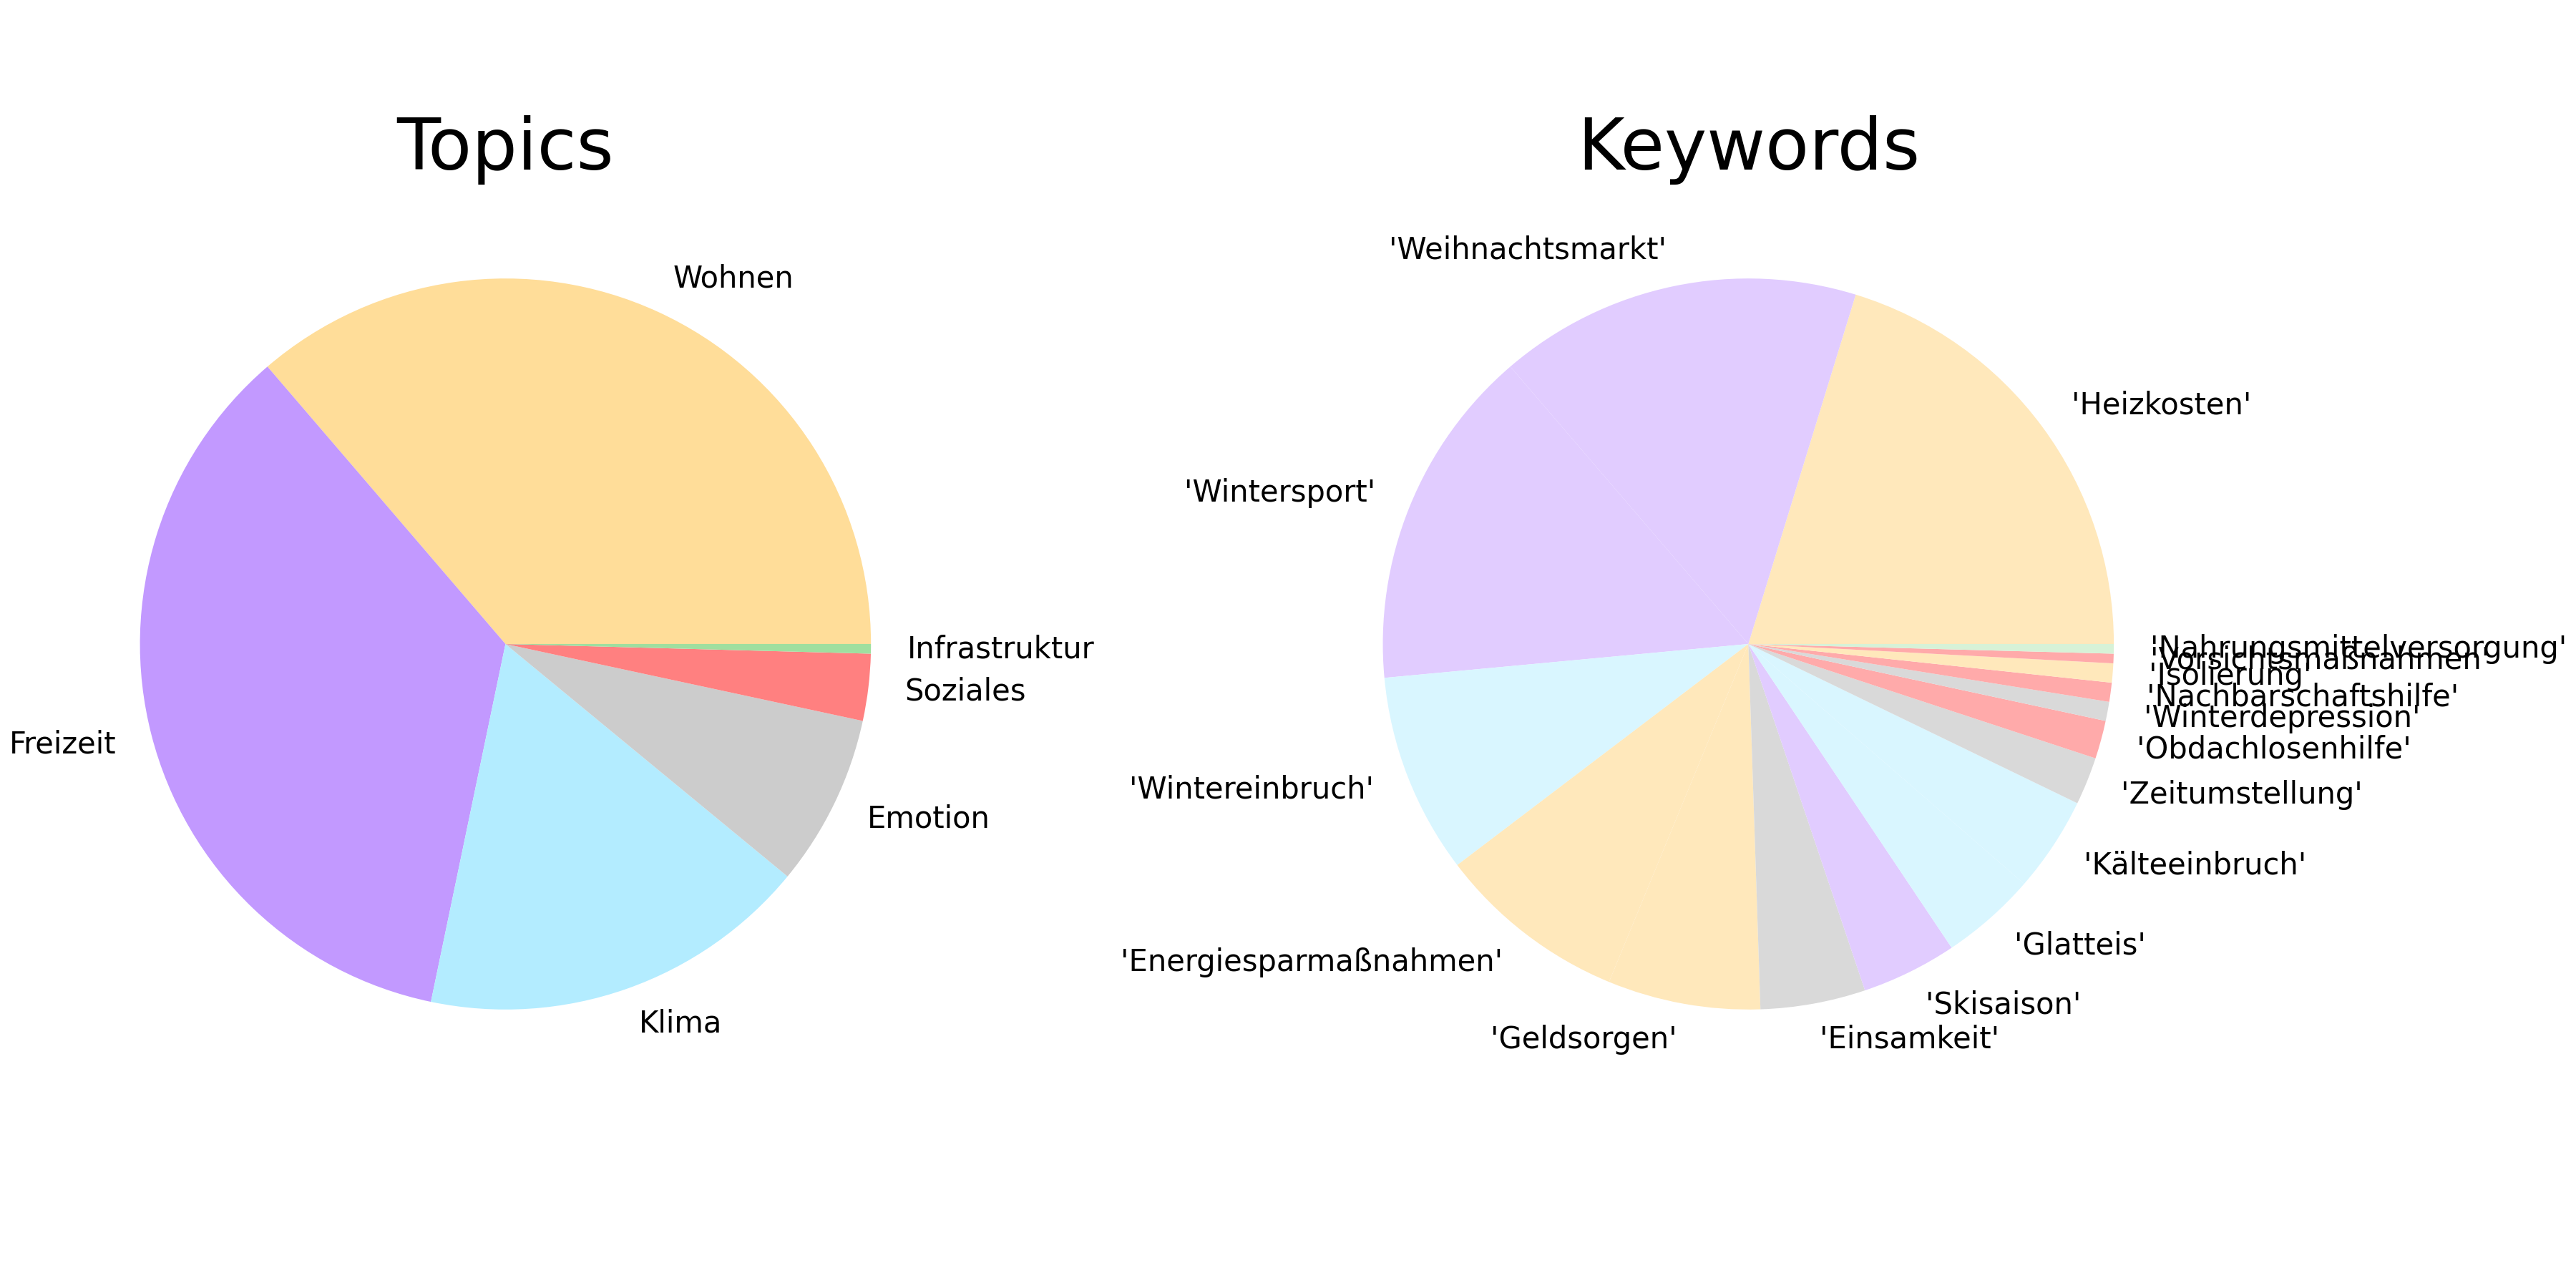 Topics
Wohnen
Freizeit
Klima
Emotion
Soziales
Infrastruktur
Keywords
'Heizkosten'
'Weihnachtsmarkt'
'Wintersport'
'Wintereinbruch'
'Energiesparmaßnahmen'
'Geldsorgen'
'Einsamkeit'
'Skisaison'
'Glatteis'
'Kälteeinbruch'
'Zeitumstellung'
'Obdachlosenhilfe'
'Winterdepression'
'Nachbarschaftshilfe'
'Isolierung'
'Vorsichtsmaßnahmen'
'Nahrungsmittelversorgung'